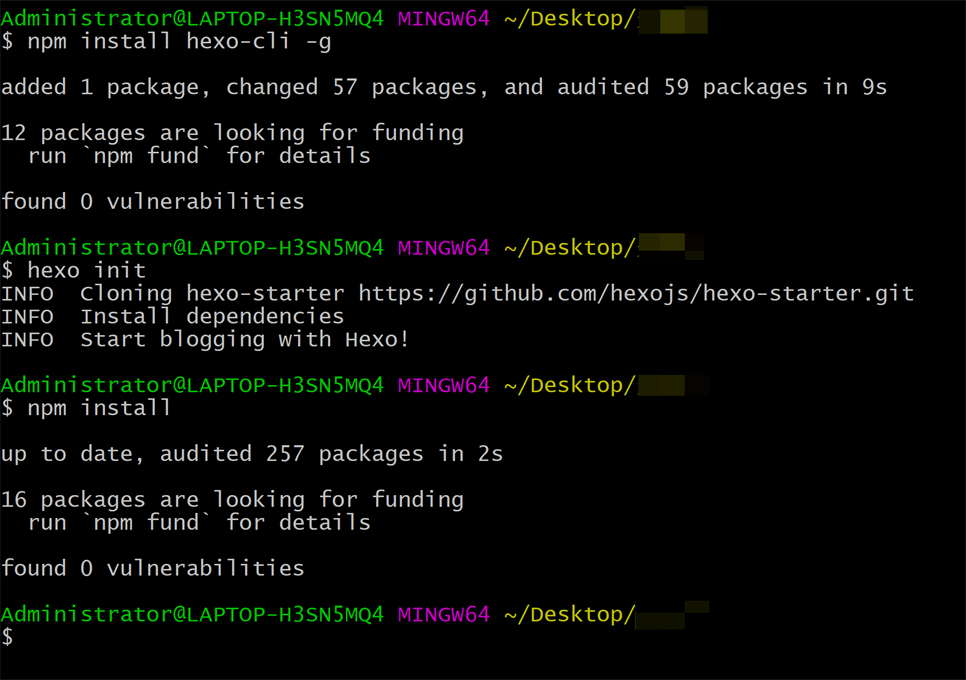 Administrator@LAPTOP-H3SN5MQ4 MINGW64 ~/Desktop/
$ npm install hexo-cli -g
added 1 package, changed 57 packages, and audited 59 packages in 9s
12 packages are looking for funding
  run `npm fund` for details
found 0 vulnerabilities
Administrator@LAPTOP-H3SN5MQ4 MINGW64 ~/Desktop/
$ hexo init
INFO  Cloning hexo-starter https://github.com/hexojs/hexo-starter.git
INFO  Install dependencies
INFO  Start blogging with Hexo!
Administrator@LAPTOP-H3SN5MQ4 MINGW64 ~/Desktop/
$ npm install
up to date, audited 257 packages in 2s
16 packages are looking for funding
  run `npm fund` for details
found 0 vulnerabilities
Administrator@LAPTOP-H3SN5MQ4 MINGW64 ~/Desktop/
$